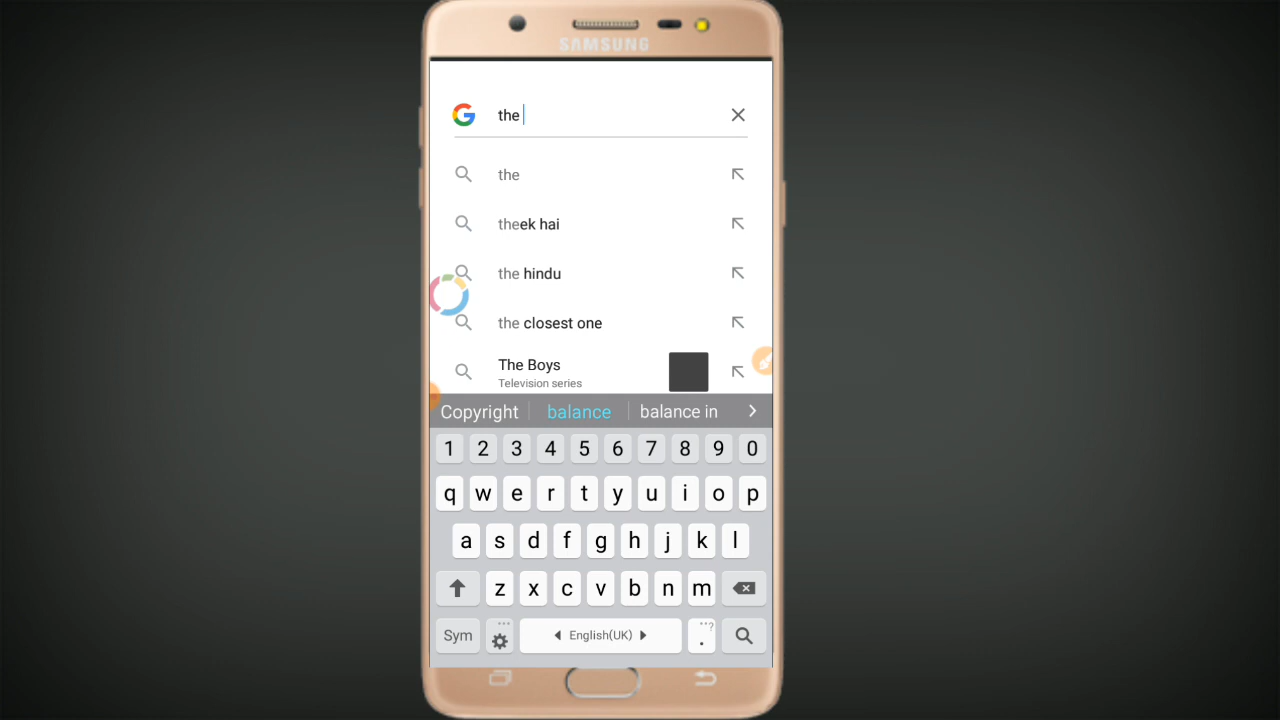 SAMSUNG
the
the
theek hai
the hindu
the closest one
The Boys
Television series
Copyright balance balance in
1 2 3 4 5 6 7 8 9 0
q w e r t y u i o p
a s d f g h j k l
z x c v b n m
Sym English(UK) . ?